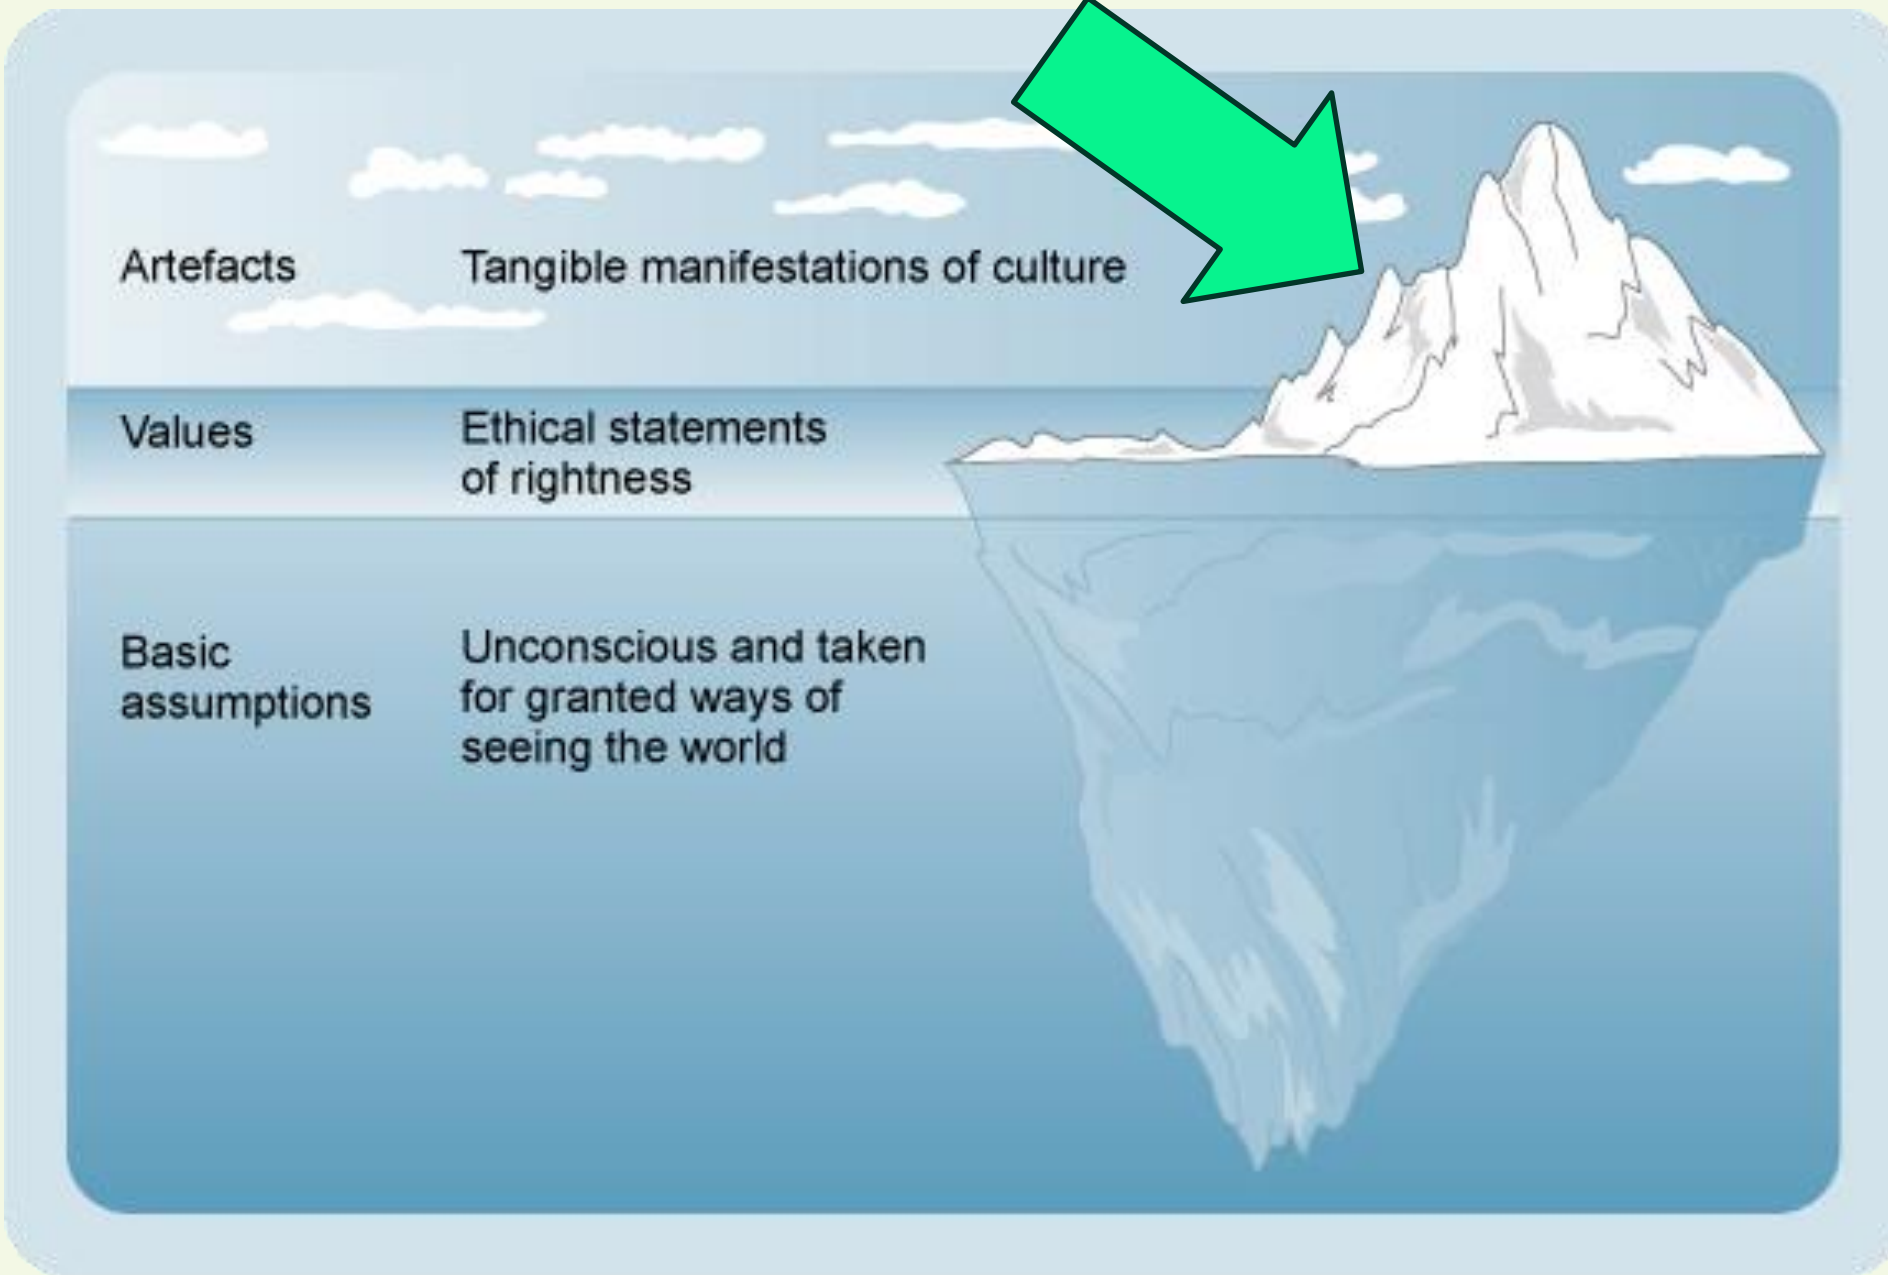 Artefacts Tangible manifestations of culture
Values Ethical statements
of rightness
Basic Unconscious and taken
assumptions for granted ways of
seeing the world